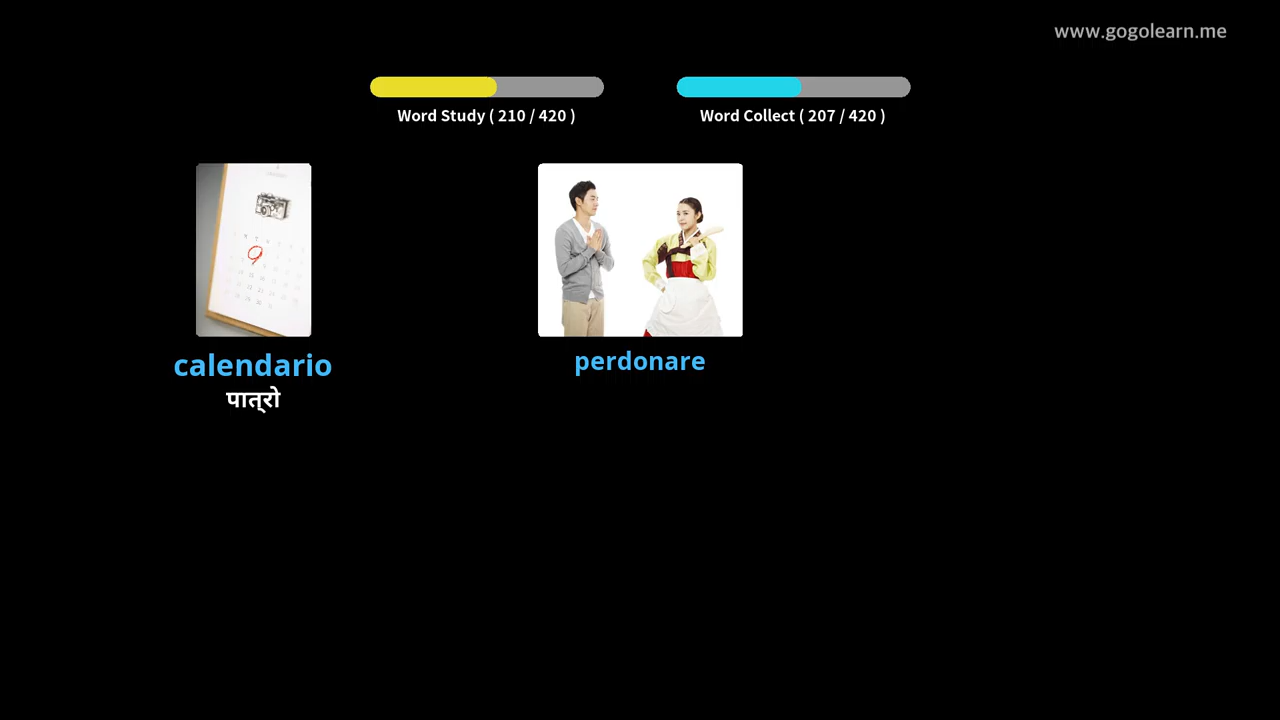 www.gogolearn.me
Word Study ( 210 / 420 )
Word Collect ( 207 / 420 )
calendario
पात्रो
perdonare